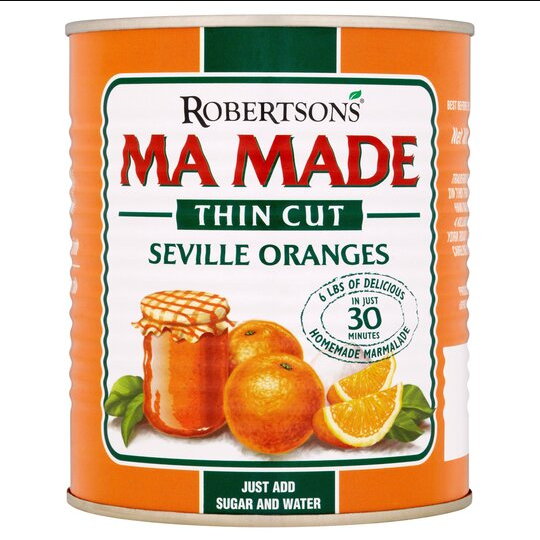 ROBERTSON'S®
MA MADE
THIN CUT
SEVILLE ORANGES
6 LBS OF DELICIOUS
IN JUST
30
MINUTES
HOMEMADE MARMALADE
JUST ADD
SUGAR AND WATER